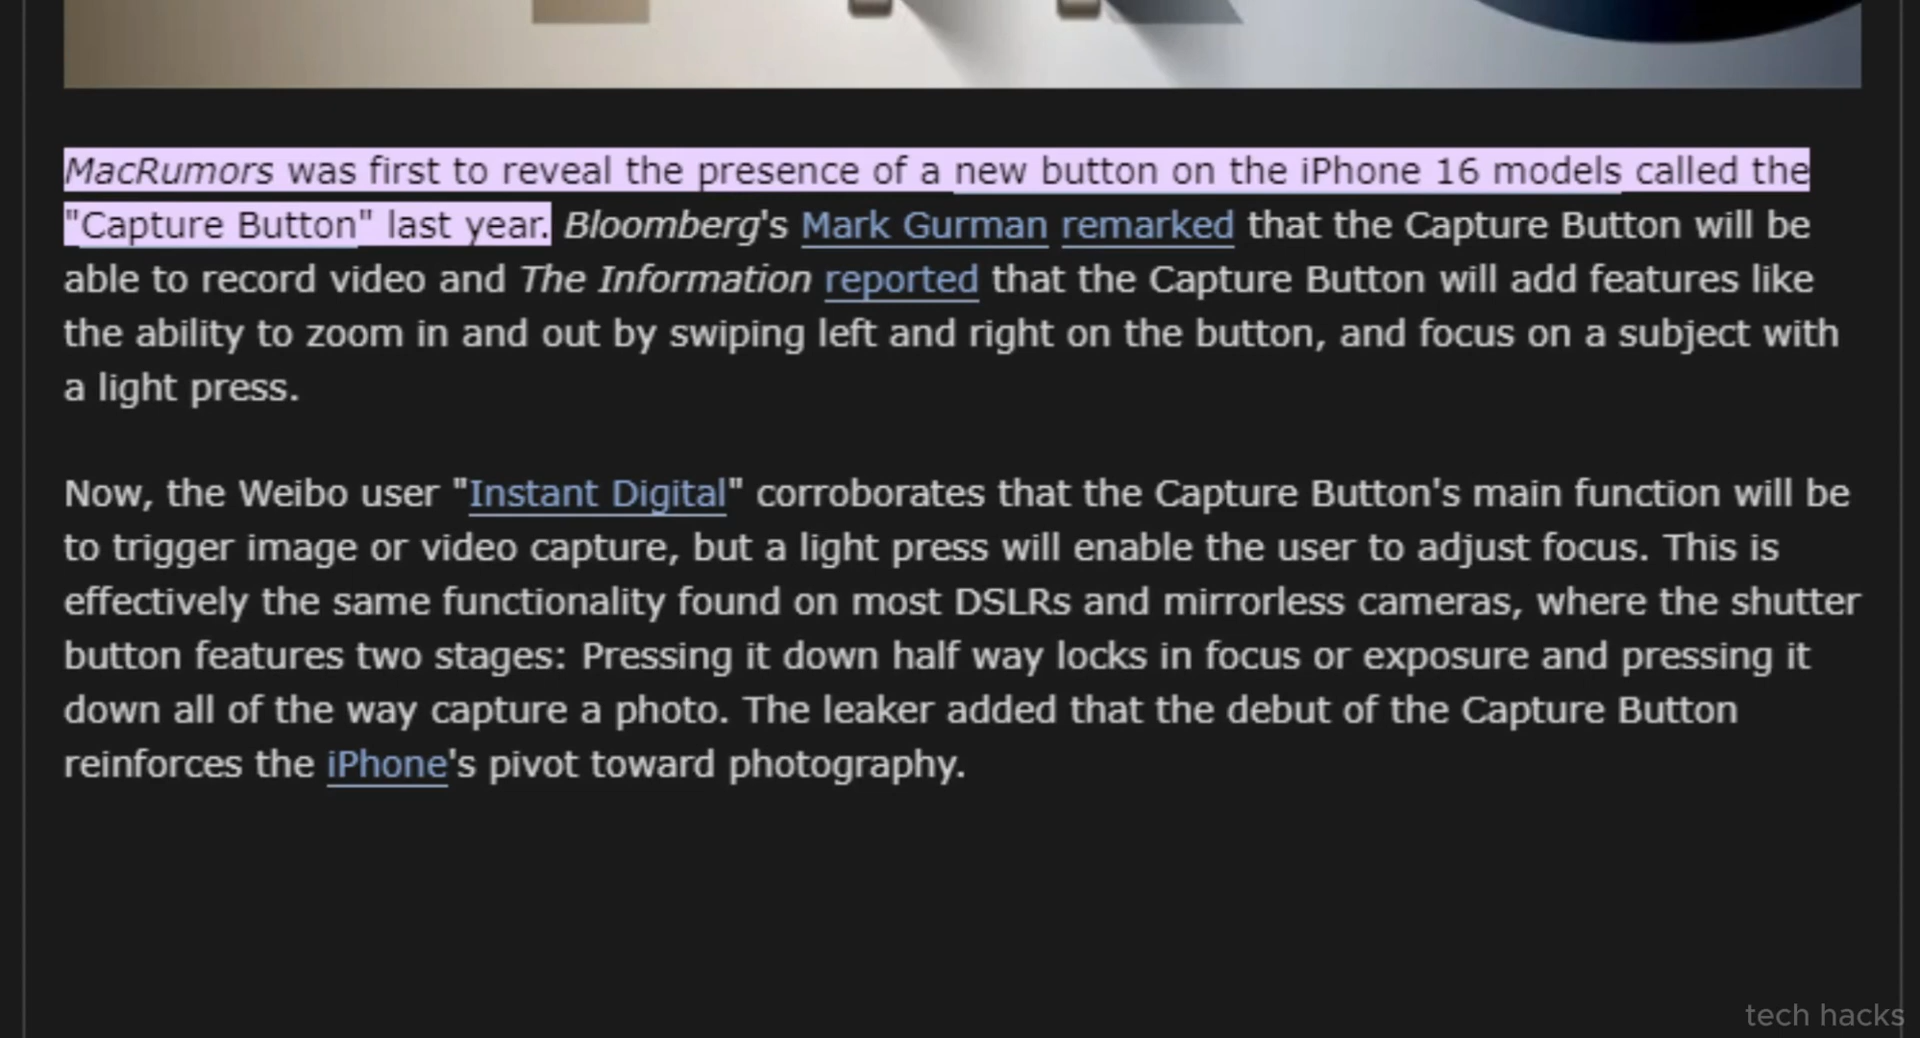 MacRumors was first to reveal the presence of a new button on the iPhone 16 models called the
"Capture Button" last year. Bloomberg's Mark Gurman remarked that the Capture Button will be
able to record video and The Information reported that the Capture Button will add features like
the ability to zoom in and out by swiping left and right on the button, and focus on a subject with
a light press.
Now, the Weibo user "Instant Digital" corroborates that the Capture Button's main function will be
to trigger image or video capture, but a light press will enable the user to adjust focus. This is
effectively the same functionality found on most DSLRs and mirrorless cameras, where the shutter
button features two stages: Pressing it down half way locks in focus or exposure and pressing it
down all of the way capture a photo. The leaker added that the debut of the Capture Button
reinforces the iPhone's pivot toward photography.
tech hacks